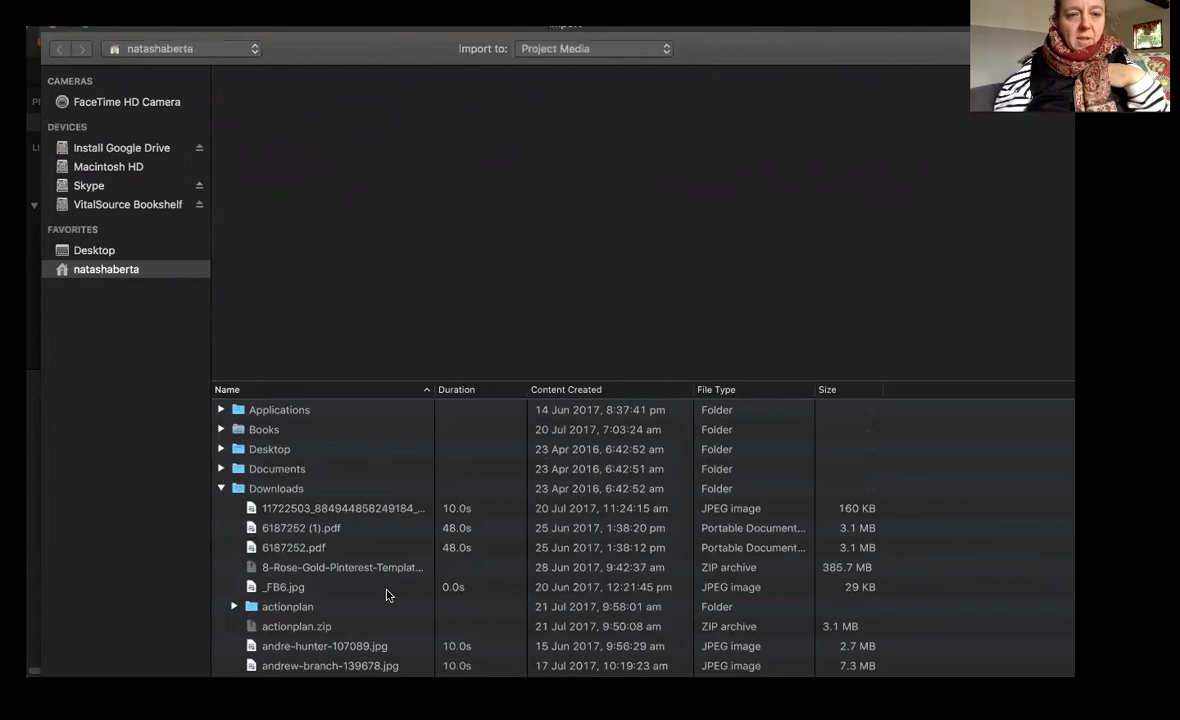 natashaberta Import to: Project Media
CAMERAS
FaceTime HD Camera
DEVICES
Install Google Drive
Macintosh HD
Skype
VitalSource Bookshelf
FAVORITES
Desktop
natashaberta
Name Duration Content Created File Type Size
Applications 14 Jun 2017, 8:37:41 pm Folder --
Books 20 Jul 2017, 7:03:24 am Folder --
Desktop 23 Apr 2016, 6:42:52 am Folder --
Documents 23 Apr 2016, 6:42:51 am Folder --
Downloads 23 Apr 2016, 6:42:52 am Folder --
11722503_884944858249184_... 10.0s 20 Jul 2017, 11:24:15 am JPEG image 160 KB
6187252 (1).pdf 48.0s 25 Jun 2017, 1:38:20 pm Portable Document... 3.1 MB
6187252.pdf 48.0s 25 Jun 2017, 1:38:12 pm Portable Document... 3.1 MB
8-Rose-Gold-Pinterest-Templat... 28 Jun 2017, 9:42:37 am ZIP archive 385.7 MB
_FB6.jpg 0.0s 20 Jun 2017, 12:21:45 pm JPEG image 29 KB
actionplan 21 Jul 2017, 9:58:01 am Folder --
actionplan.zip 21 Jul 2017, 9:50:08 am ZIP archive 3.1 MB
andre-hunter-107089.jpg 10.0s 15 Jun 2017, 9:56:29 am JPEG image 2.7 MB
andrew-branch-139678.jpg 10.0s 17 Jul 2017, 10:19:23 am JPEG image 7.3 MB